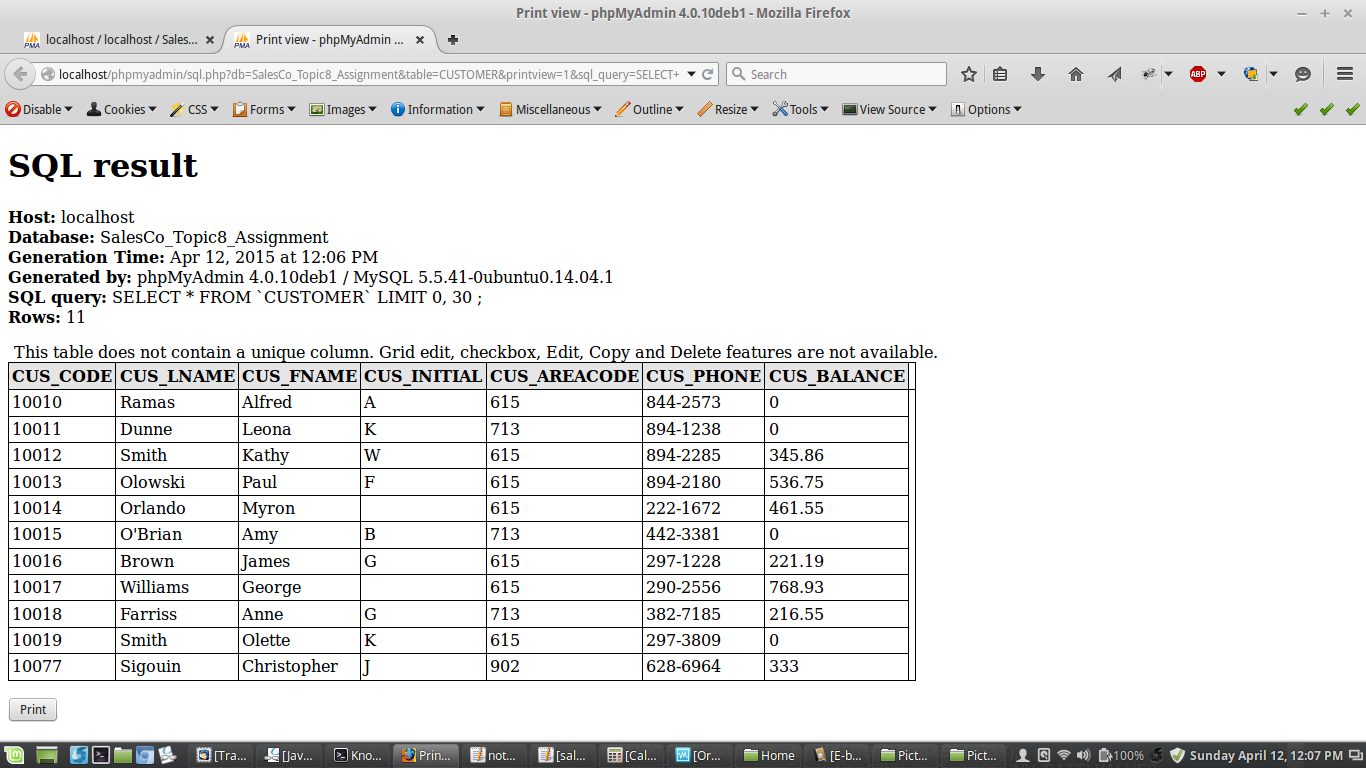 Print view - phpMyAdmin 4.0.10deb1 - Mozilla Firefox
localhost / localhost / Sales... Print view - phpMyAdmin ...
localhost/phpmyadmin/sql.php?db=SalesCo_Topic8_Assignment&table=CUSTOMER&printview=1&sql_query=SELECT+ Search
Disable Cookies CSS Forms Images Information Miscellaneous Outline Resize Tools View Source Options
SQL result
Host: localhost
Database: SalesCo_Topic8_Assignment
Generation Time: Apr 12, 2015 at 12:06 PM
Generated by: phpMyAdmin 4.0.10deb1 / MySQL 5.5.41-0ubuntu0.14.04.1
SQL query: SELECT * FROM `CUSTOMER` LIMIT 0, 30 ;
Rows: 11
This table does not contain a unique column. Grid edit, checkbox, Edit, Copy and Delete features are not available.
CUS_CODE CUS_LNAME CUS_FNAME CUS_INITIAL CUS_AREACODE CUS_PHONE CUS_BALANCE
10010 Ramas Alfred A 615 844-2573 0
10011 Dunne Leona K 713 894-1238 0
10012 Smith Kathy W 615 894-2285 345.86
10013 Olowski Paul F 615 894-2180 536.75
10014 Orlando Myron 615 222-1672 461.55
10015 O'Brian Amy B 713 442-3381 0
10016 Brown James G 615 297-1228 221.19
10017 Williams George 615 290-2556 768.93
10018 Farriss Anne G 713 382-7185 216.55
10019 Smith Olette K 615 297-3809 0
10077 Sigouin Christopher J 902 628-6964 333
Print
[Tra... [Jav... Kno... Prin... not... [sal... [Cal... [Or... Home [E-b... Pict... Pict... 100% Sunday April 12, 12:07 PM